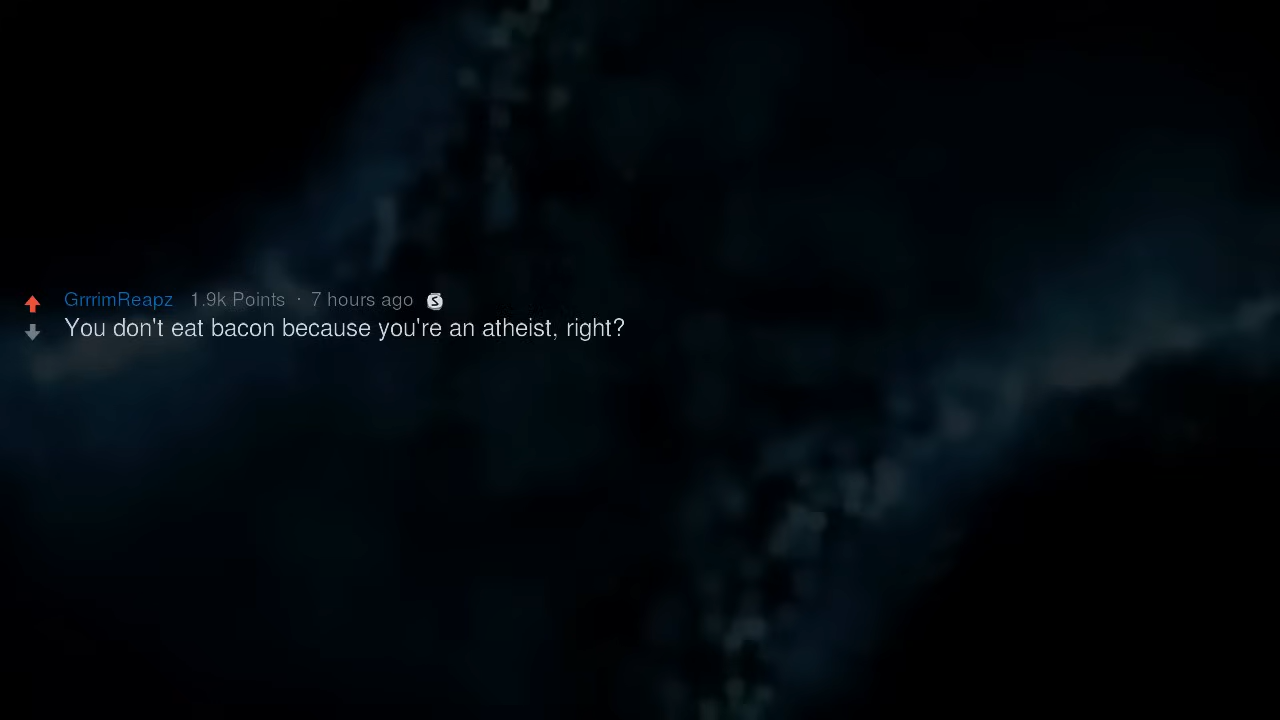 GrrrimReapz 1.9k Points · 7 hours ago S
You don't eat bacon because you're an atheist, right?